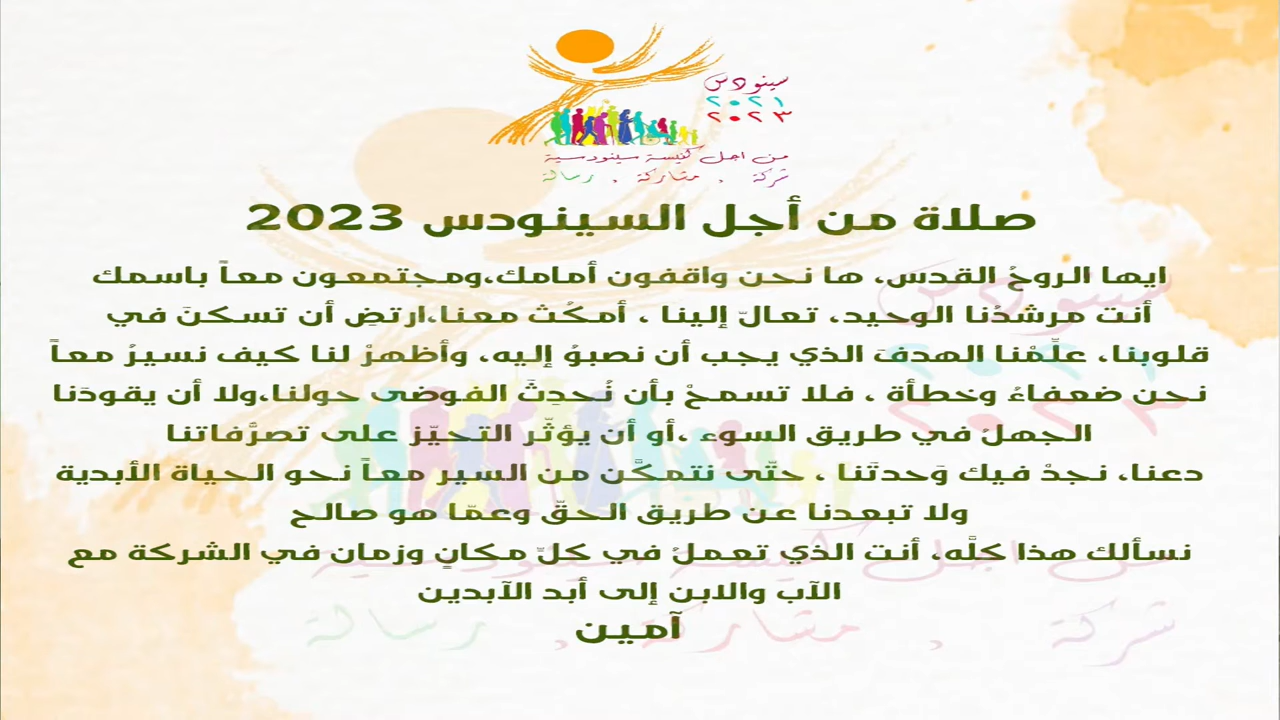 سينودس
٢٠٢١
٢٠٢٣
من اجل كنيسة سينودسية
شركة . مشاركة . رسالة
صلاة من أجل السينودس 2023
ايها الروحُ القدس، ها نحن واقفون أمامك،ومجتمعون معاً باسمك
أنت مرشدُنا الوحيد، تعالَ إلينا ، أمكُث معنا،ارتضِ أن تسكنَ في
قلوبنا، علِّمْنا الهدفَ الذي يجب أن نصبوُ إليه، وأظهرْ لنا كيف نسيرُ معاً
نحن ضعفاءُ وخطأة ، فلا تسمحْ بأن نُحدِثَ الفوضى حولنا،ولا أن يقودَنا
الجهلُ في طريق السوء ،أو أن يؤثّر التحيّز على تصرَّفاتنا
دعنا، نجدْ فيك وَحدتَنا ، حتّى نتمكَّن من السير معاً نحو الحياة الأبدية
ولا تبعدنا عن طريق الحقّ وعمّا هو صالح
نسألك هذا كلَّه، أنت الذي تعملُ في كلّ مكانٍ وزمان في الشركة مع
الآب والابن إلى أبد الآبدين
آمين